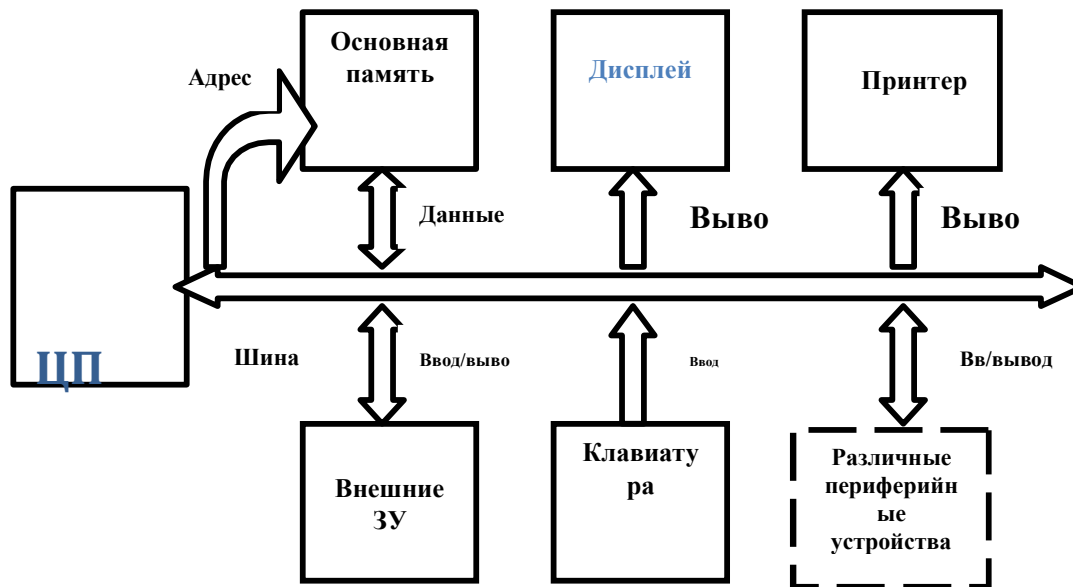 Основная
память
Адрес
Дисплей
Принтер
Данные
Выво
Выво
ЦП
Шина
Ввод/выво
Ввод
Вв/вывод
Внешние
ЗУ
Клавиату
ра
Различные
периферийн
ые
устройства